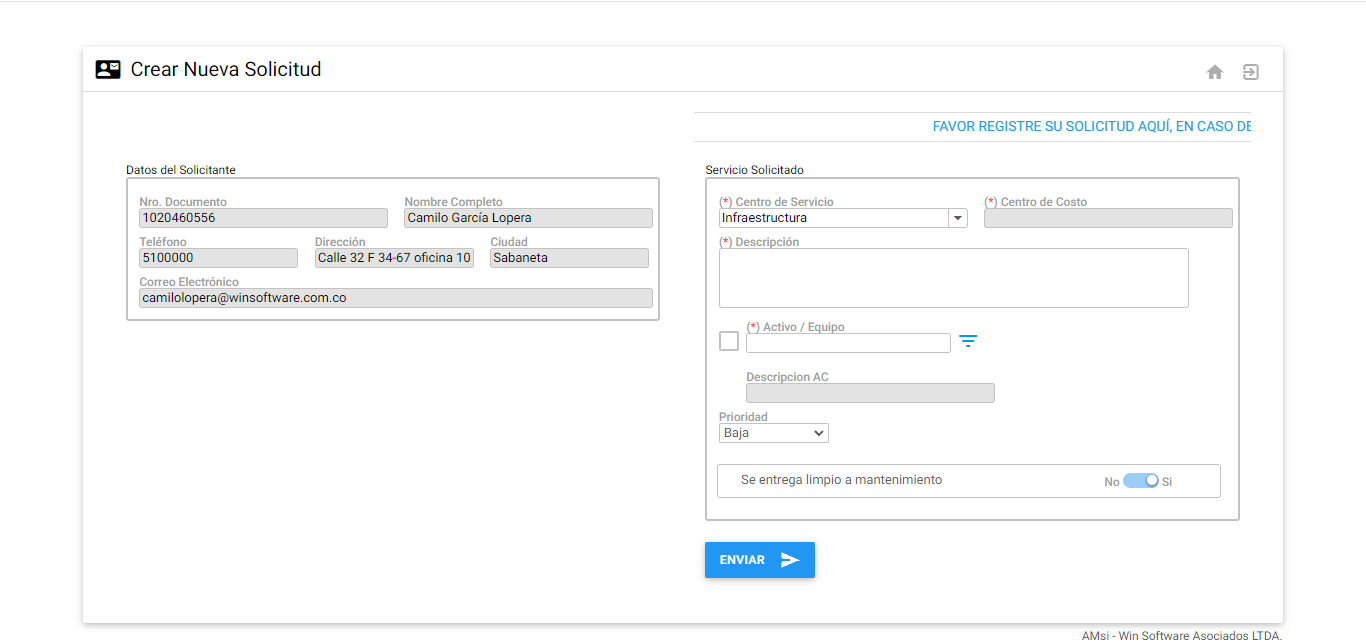 Crear Nueva Solicitud
FAVOR REGISTRE SU SOLICITUD AQUÍ, EN CASO DE
Datos del Solicitante
Nro. Documento
1020460556
Nombre Completo
Camilo García Lopera
Teléfono
5100000
Dirección
Calle 32 F 34-67 oficina 10
Ciudad
Sabaneta
Correo Electrónico
camilolopera@winsoftware.com.co
Servicio Solicitado
(*) Centro de Servicio
Infraestructura
(*) Centro de Costo
(*) Descripción
(*) Activo / Equipo
Descripcion AC
Prioridad
Baja
Se entrega limpio a mantenimiento
No
Si
ENVIAR
AMsi - Win Software Asociados LTDA.